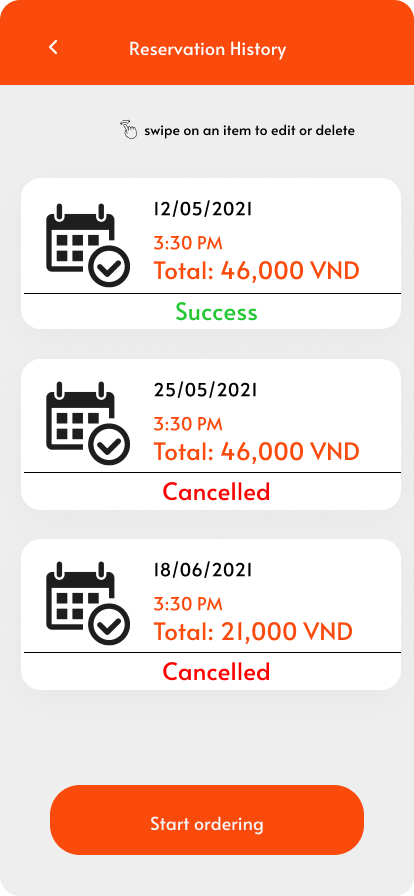 Reservation History
swipe on an item to edit or delete
12/05/2021
3:30 PM
Total: 46,000 VND
Success
25/05/2021
3:30 PM
Total: 46,000 VND
Cancelled
18/06/2021
3:30 PM
Total: 21,000 VND
Cancelled
Start ordering